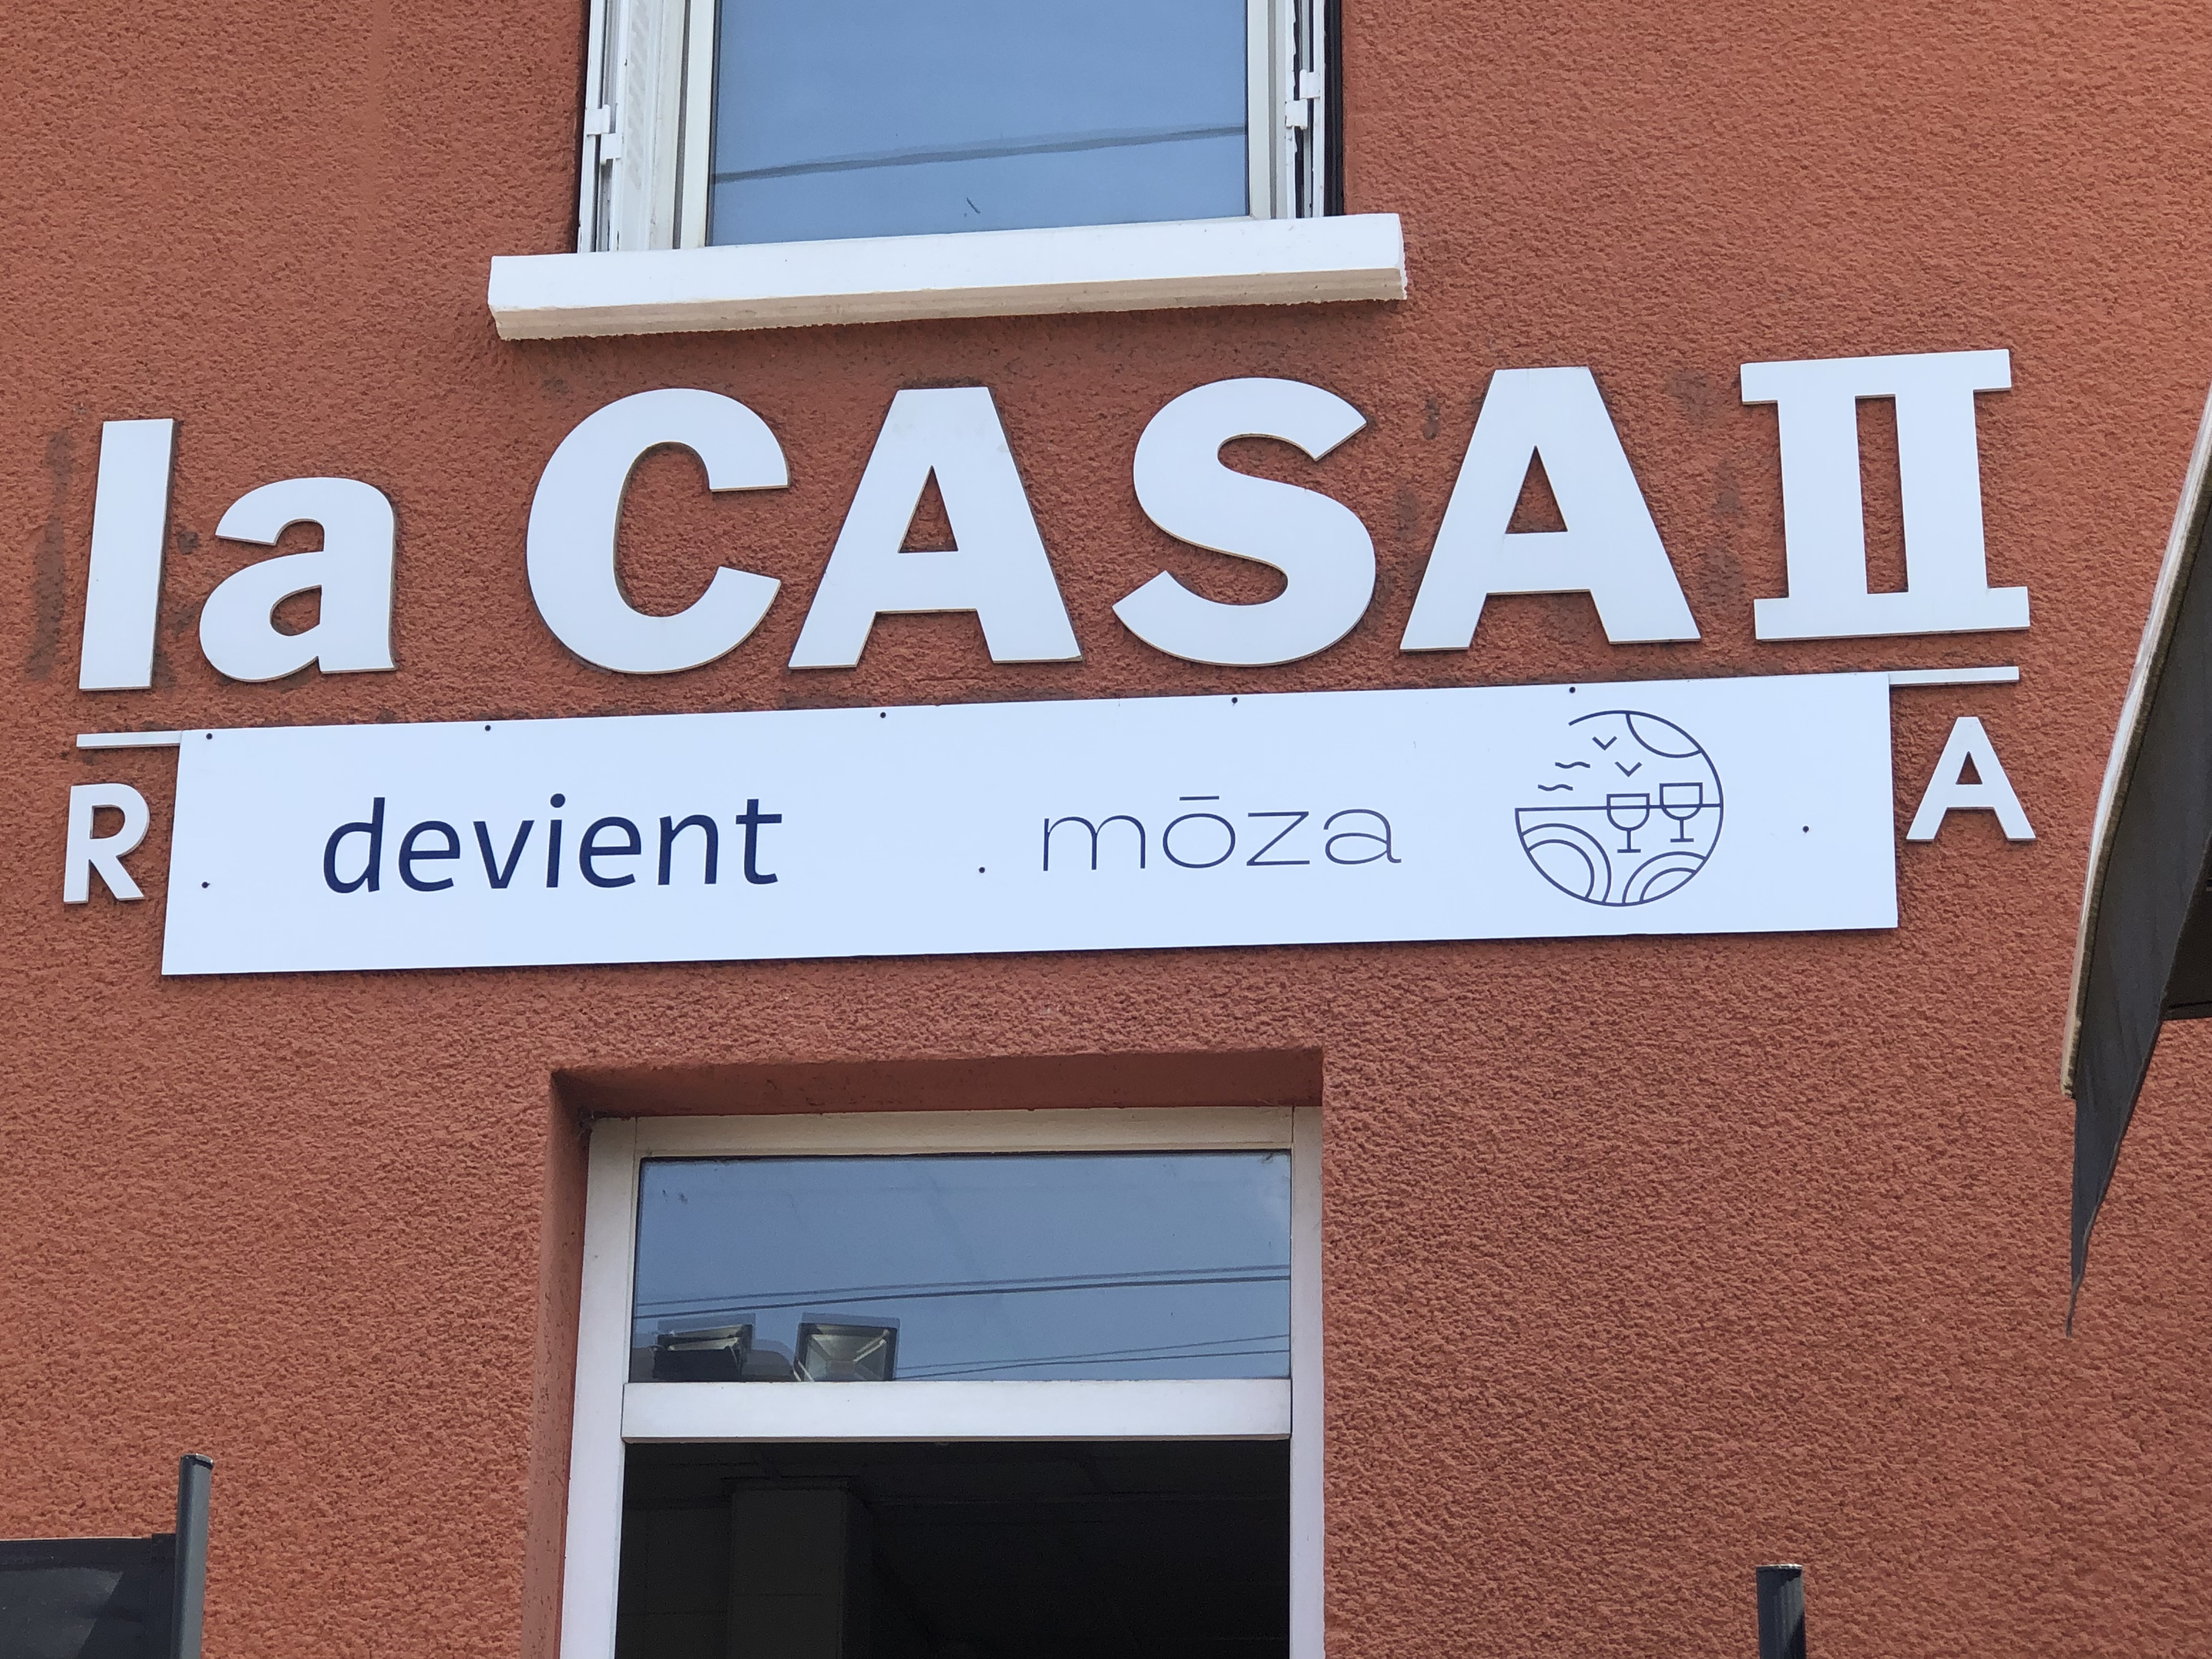 la CASA II
R A
devient mōza